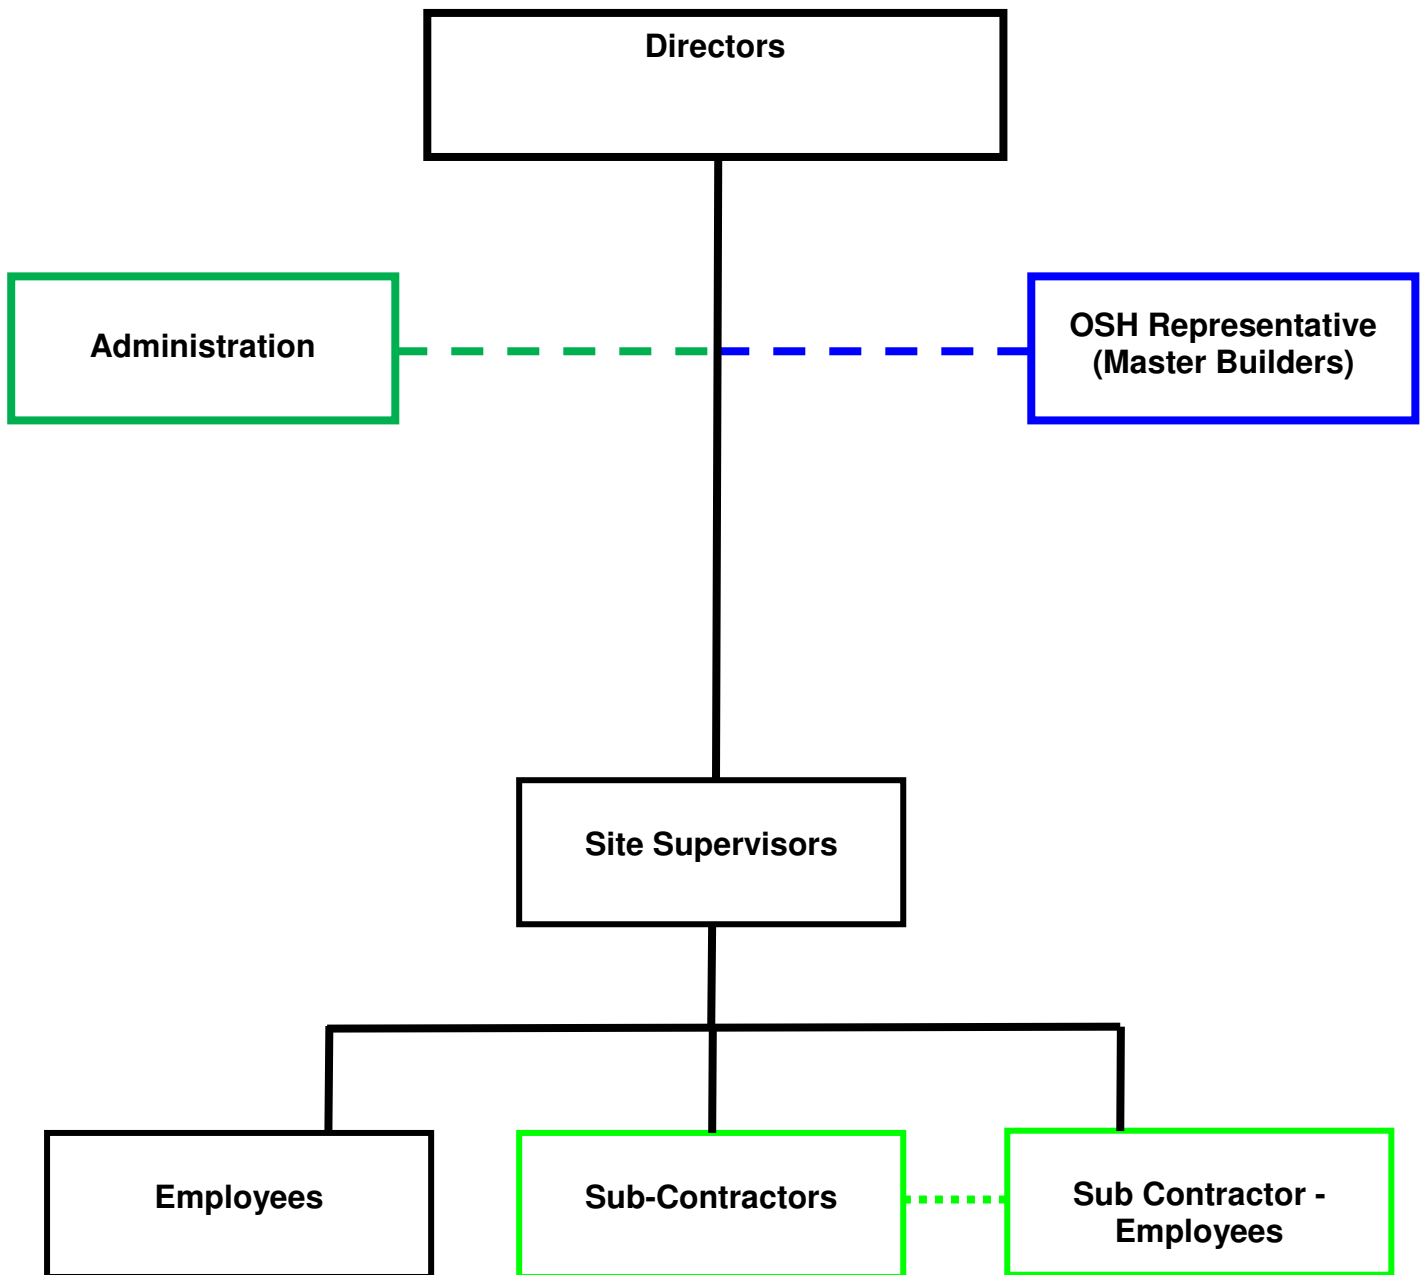 Directors
Administration
OSH Representative
(Master Builders)
Site Supervisors
Employees
Sub-Contractors
Sub Contractor -
Employees